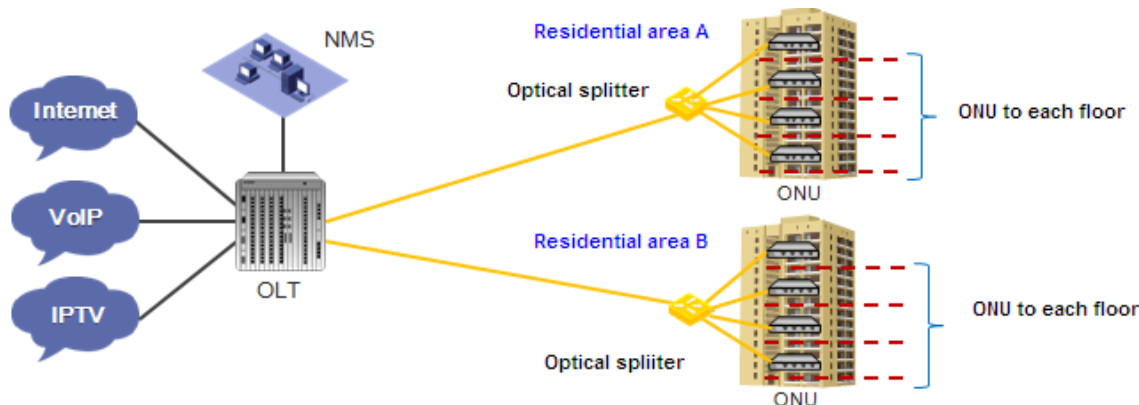 NMS
Residential area A
Internet
Optical splitter
ONU to each floor
VoIP
ONU
Residential area B
OLT
IPTV
ONU to each floor
Optical spliiter
ONU